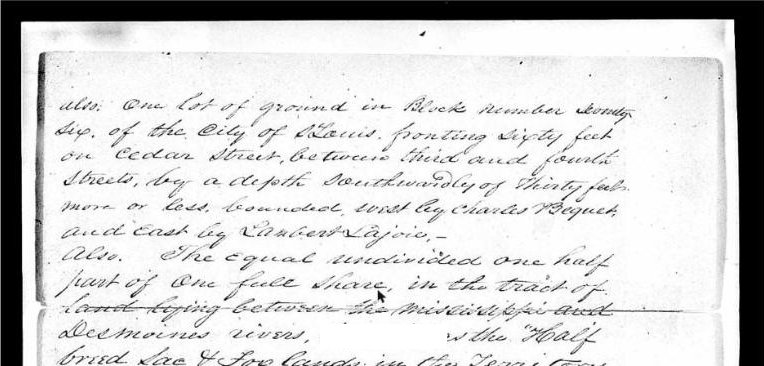 also. One Lot of ground in Block number Seventy
Six. of the City of St Louis. fronting Sixty feet
on Cedar Street, between third and fourth
Streets, by a depth Southwardly of Thirty feet
more or less, bounded, west by Charles Bequet,
and East by Lambert Lajoie,-
Also. The equal undivided one half
part of One full Share, in the tract of
land lying between the Mississippi and
Desmoines rivers, the "Half
breed Sac & Fox lands in the Territory